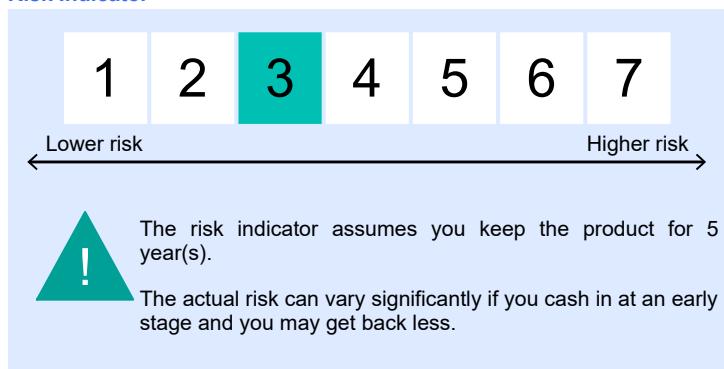 1 2 3 4 5 6 7
Lower risk Higher risk
!
The risk indicator assumes you keep the product for 5
year(s).
The actual risk can vary significantly if you cash in at an early
stage and you may get back less.